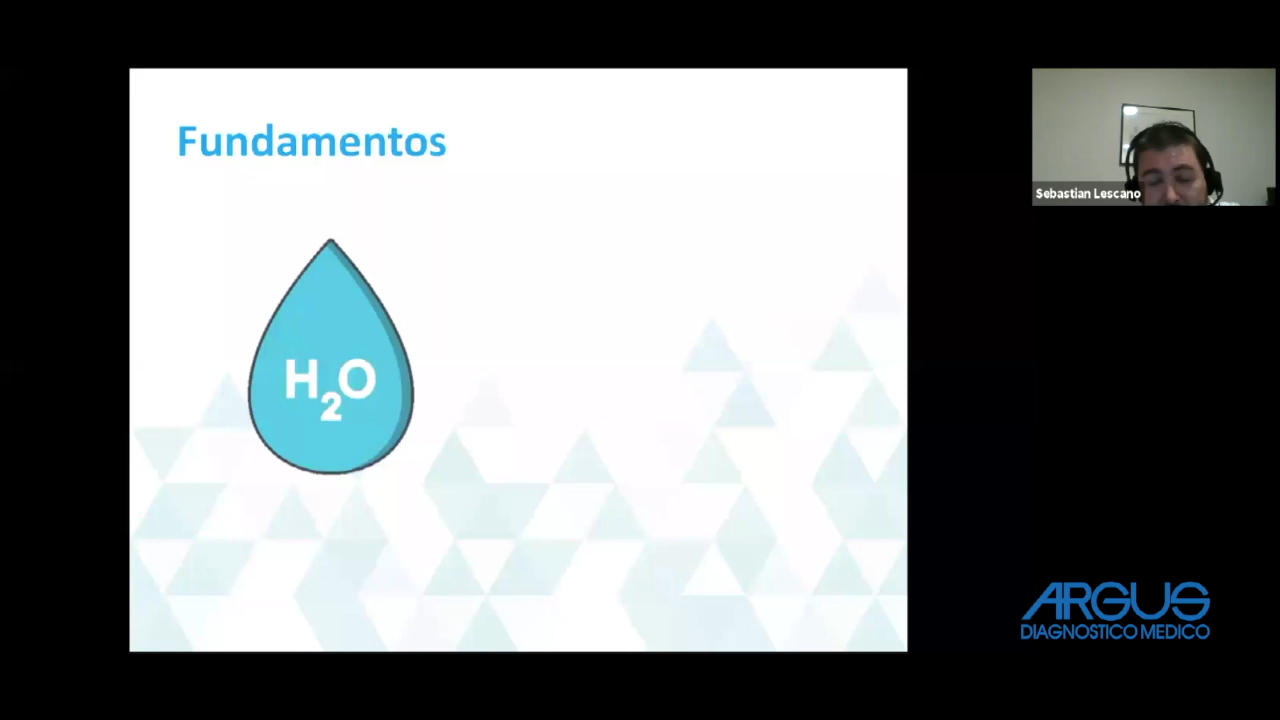 Fundamentos
H2O
Sebastian Lescano
ARGUS
DIAGNOSTICO MEDICO